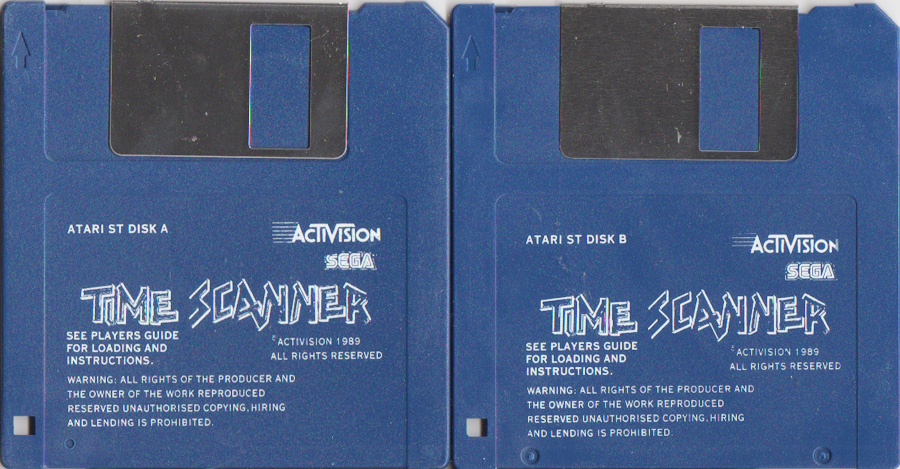 ATARI ST DISK A
ACTIVISION
SEGA
TIME SCANNER
SEE PLAYERS GUIDE
FOR LOADING AND
INSTRUCTIONS.
©ACTIVISION 1989
ALL RIGHTS RESERVED
WARNING: ALL RIGHTS OF THE PRODUCER AND
THE OWNER OF THE WORK REPRODUCED
RESERVED UNAUTHORISED COPYING, HIRING
AND LENDING IS PROHIBITED.
ATARI ST DISK B
ACTIVISION
SEGA
TIME SCANNER
SEE PLAYERS GUIDE
FOR LOADING AND
INSTRUCTIONS.
©ACTIVISION 1989
ALL RIGHTS RESERVED
WARNING: ALL RIGHTS OF THE PRODUCER AND
THE OWNER OF THE WORK REPRODUCED
RESERVED UNAUTHORISED COPYING, HIRING
AND LENDING IS PROHIBITED.